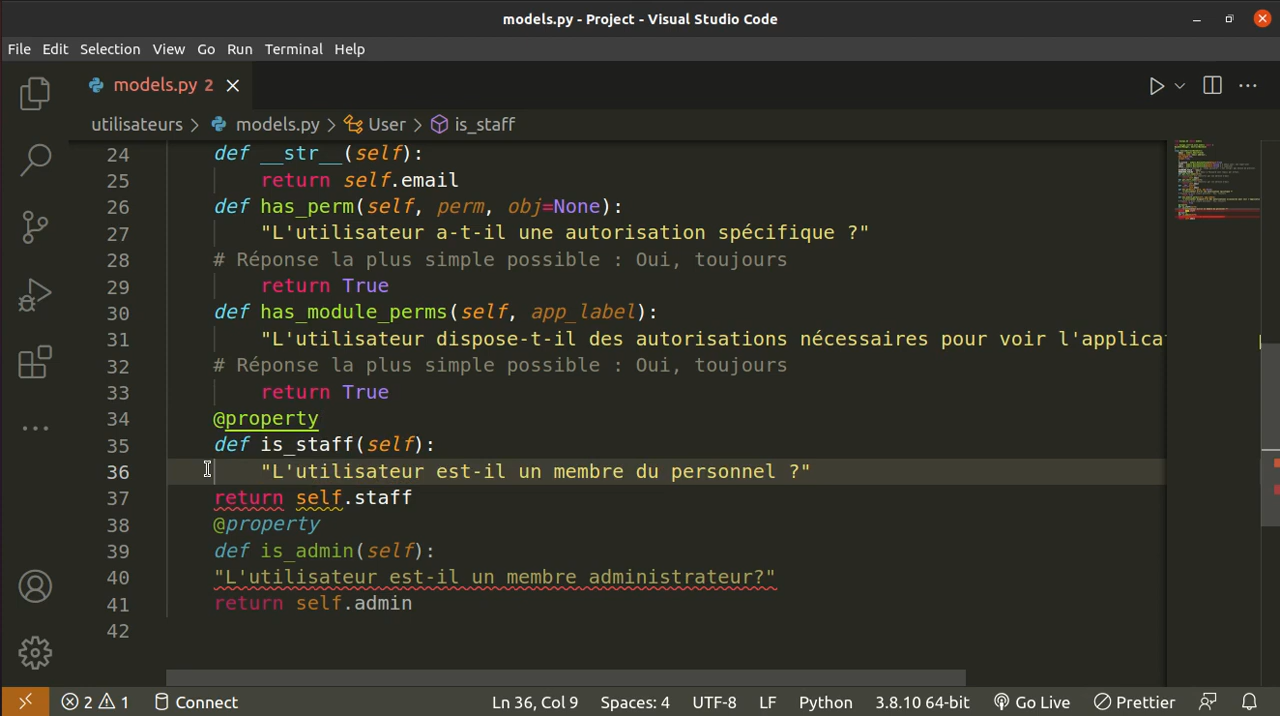 models.py - Project - Visual Studio Code
File Edit Selection View Go Run Terminal Help
models.py 2
utilisateurs > models.py > User > is_staff
24 def __str__(self):
25 return self.email
26 def has_perm(self, perm, obj=None):
27 "L'utilisateur a-t-il une autorisation spécifique ?"
28 # Réponse la plus simple possible : Oui, toujours
29 return True
30 def has_module_perms(self, app_label):
31 "L'utilisateur dispose-t-il des autorisations nécessaires pour voir l'applicat
32 # Réponse la plus simple possible : Oui, toujours
33 return True
34 @property
35 def is_staff(self):
36 "L'utilisateur est-il un membre du personnel ?"
37 return self.staff
38 @property
39 def is_admin(self):
40 "L'utilisateur est-il un membre administrateur?"
41 return self.admin
42
2 1 Connect Ln 36, Col 9 Spaces: 4 UTF-8 LF Python 3.8.10 64-bit Go Live Prettier